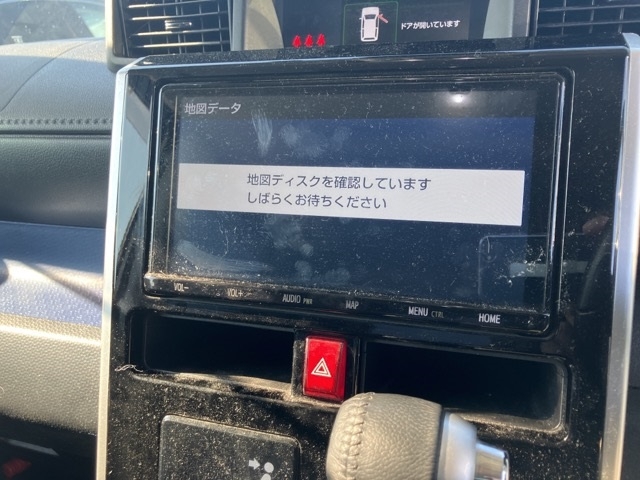 ドアが開いています
地図データ
地図ディスクを確認しています
しばらくお待ちください
VOL−
VOL+
AUDIO PWR
MAP
MENU CTRL
HOME